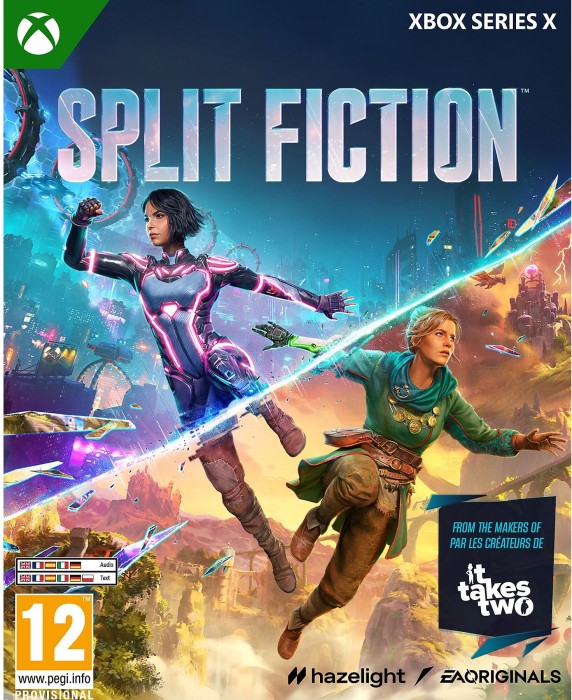 XBOX SERIES X
SPLIT FICTION™
FROM THE MAKERS OF
PAR LES CRÉATEURS DE
it
takes
two
Audio
Text
12
www.pegi.info
PROVISIONAL
hazelight / EAORIGINALS